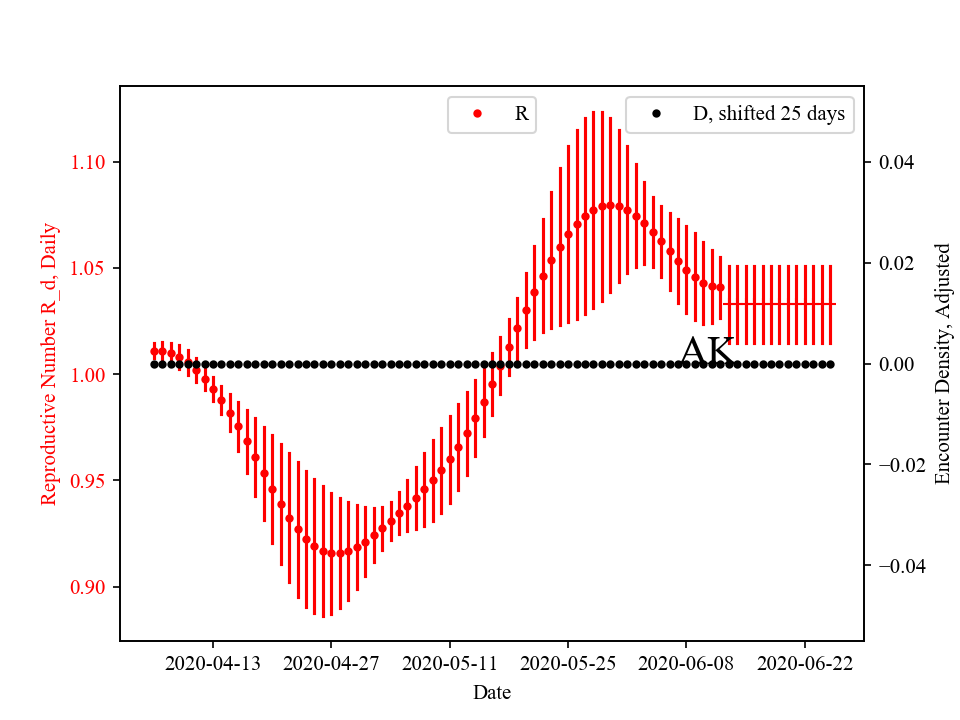 R
D, shifted 25 days
Reproductive Number R_d, Daily
1.10
1.05
1.00
0.95
0.90
0.04
0.02
0.00
−0.02
−0.04
Encounter Density, Adjusted
AK
2020-04-13 2020-04-27 2020-05-11 2020-05-25 2020-06-08 2020-06-22
Date